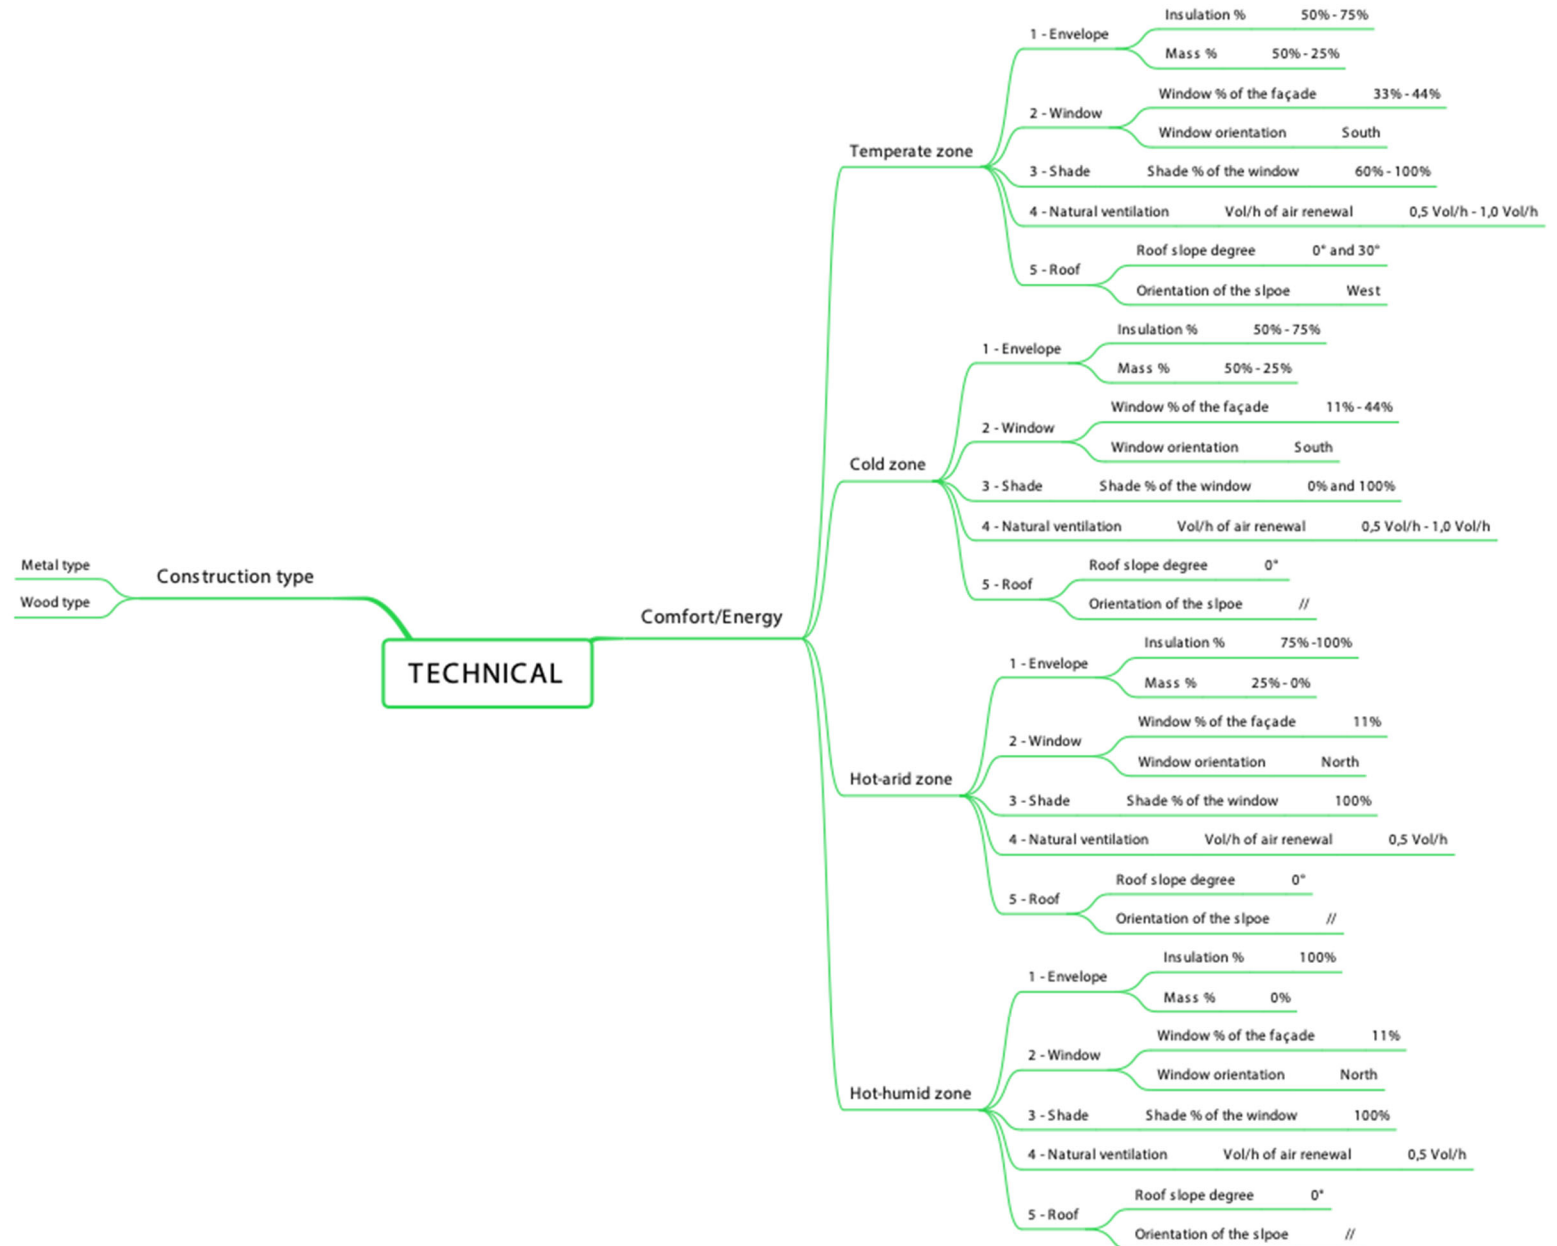 Insulation % 50% - 75%
1 - Envelope
Mass % 50% - 25%
Window % of the façade 33% - 44%
2 - Window
Window orientation South
Temperate zone
3 - Shade Shade % of the window 60% - 100%
4 - Natural ventilation Vol/h of air renewal 0,5 Vol/h - 1,0 Vol/h
Roof slope degree 0° and 30°
5 - Roof
Orientation of the slpoe West
Insulation % 50% - 75%
1 - Envelope
Mass % 50% - 25%
Window % of the façade 11% - 44%
2 - Window
Window orientation South
Cold zone
3 - Shade Shade % of the window 0% and 100%
4 - Natural ventilation Vol/h of air renewal 0,5 Vol/h - 1,0 Vol/h
Roof slope degree 0°
5 - Roof
Orientation of the slpoe //
Metal type
Construction type
Wood type
Comfort/Energy
TECHNICAL
Insulation % 75% -100%
1 - Envelope
Mass % 25% - 0%
Window % of the façade 11%
2 - Window
Window orientation North
Hot-arid zone
3 - Shade Shade % of the window 100%
4 - Natural ventilation Vol/h of air renewal 0,5 Vol/h
Roof slope degree 0°
5 - Roof
Orientation of the slpoe //
Insulation % 100%
1 - Envelope
Mass % 0%
Window % of the façade 11%
2 - Window
Window orientation North
Hot-humid zone
3 - Shade Shade % of the window 100%
4 - Natural ventilation Vol/h of air renewal 0,5 Vol/h
Roof slope degree 0°
5 - Roof
Orientation of the slpoe //